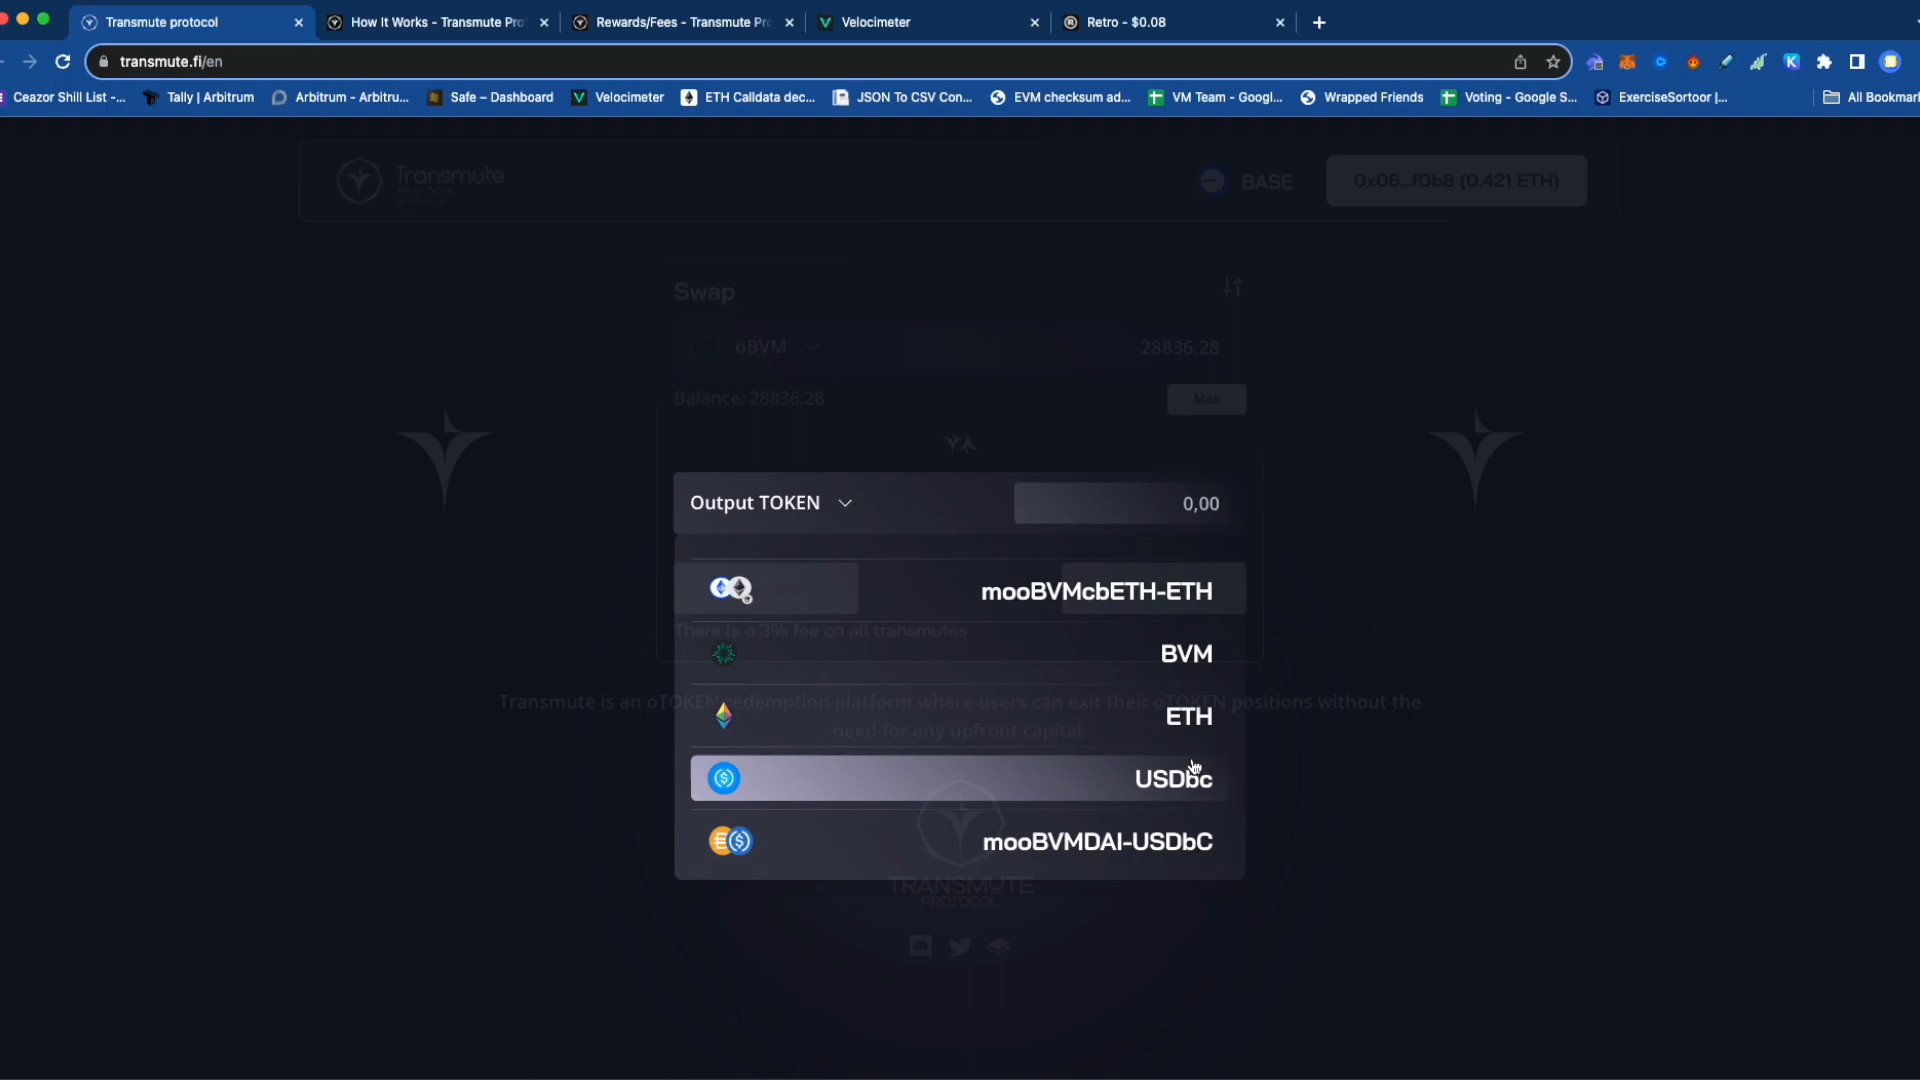 Transmute protocol
How It Works - Transmute Pro
Rewards/Fees - Transmute Pr
Velocimeter
Retro - $0.08
transmute.fi/en
Ceazor Shill List -...
Tally | Arbitrum
Arbitrum - Arbitru...
Safe – Dashboard
Velocimeter
ETH Calldata dec...
JSON To CSV Con...
EVM checksum ad...
VM Team - Googl...
Wrapped Friends
Voting - Google S...
ExerciseSortoor |...
All Bookmar
Transmute
PROTOCOL
BASE
0x06...fDb8 (0.421 ETH)
Swap
oBVM
28836.28
Balance: 28836.28
Max
Output TOKEN
0,00
mooBVMcbETH-ETH
There is a 3% fee on all transmutes
BVM
Transmute is an oTOKEN redemption platform where users can exit their oTOKEN positions without the
need for any upfront capital.
ETH
USDbc
mooBVMDAI-USDbC
TRANSMUTE
PROTOCOL